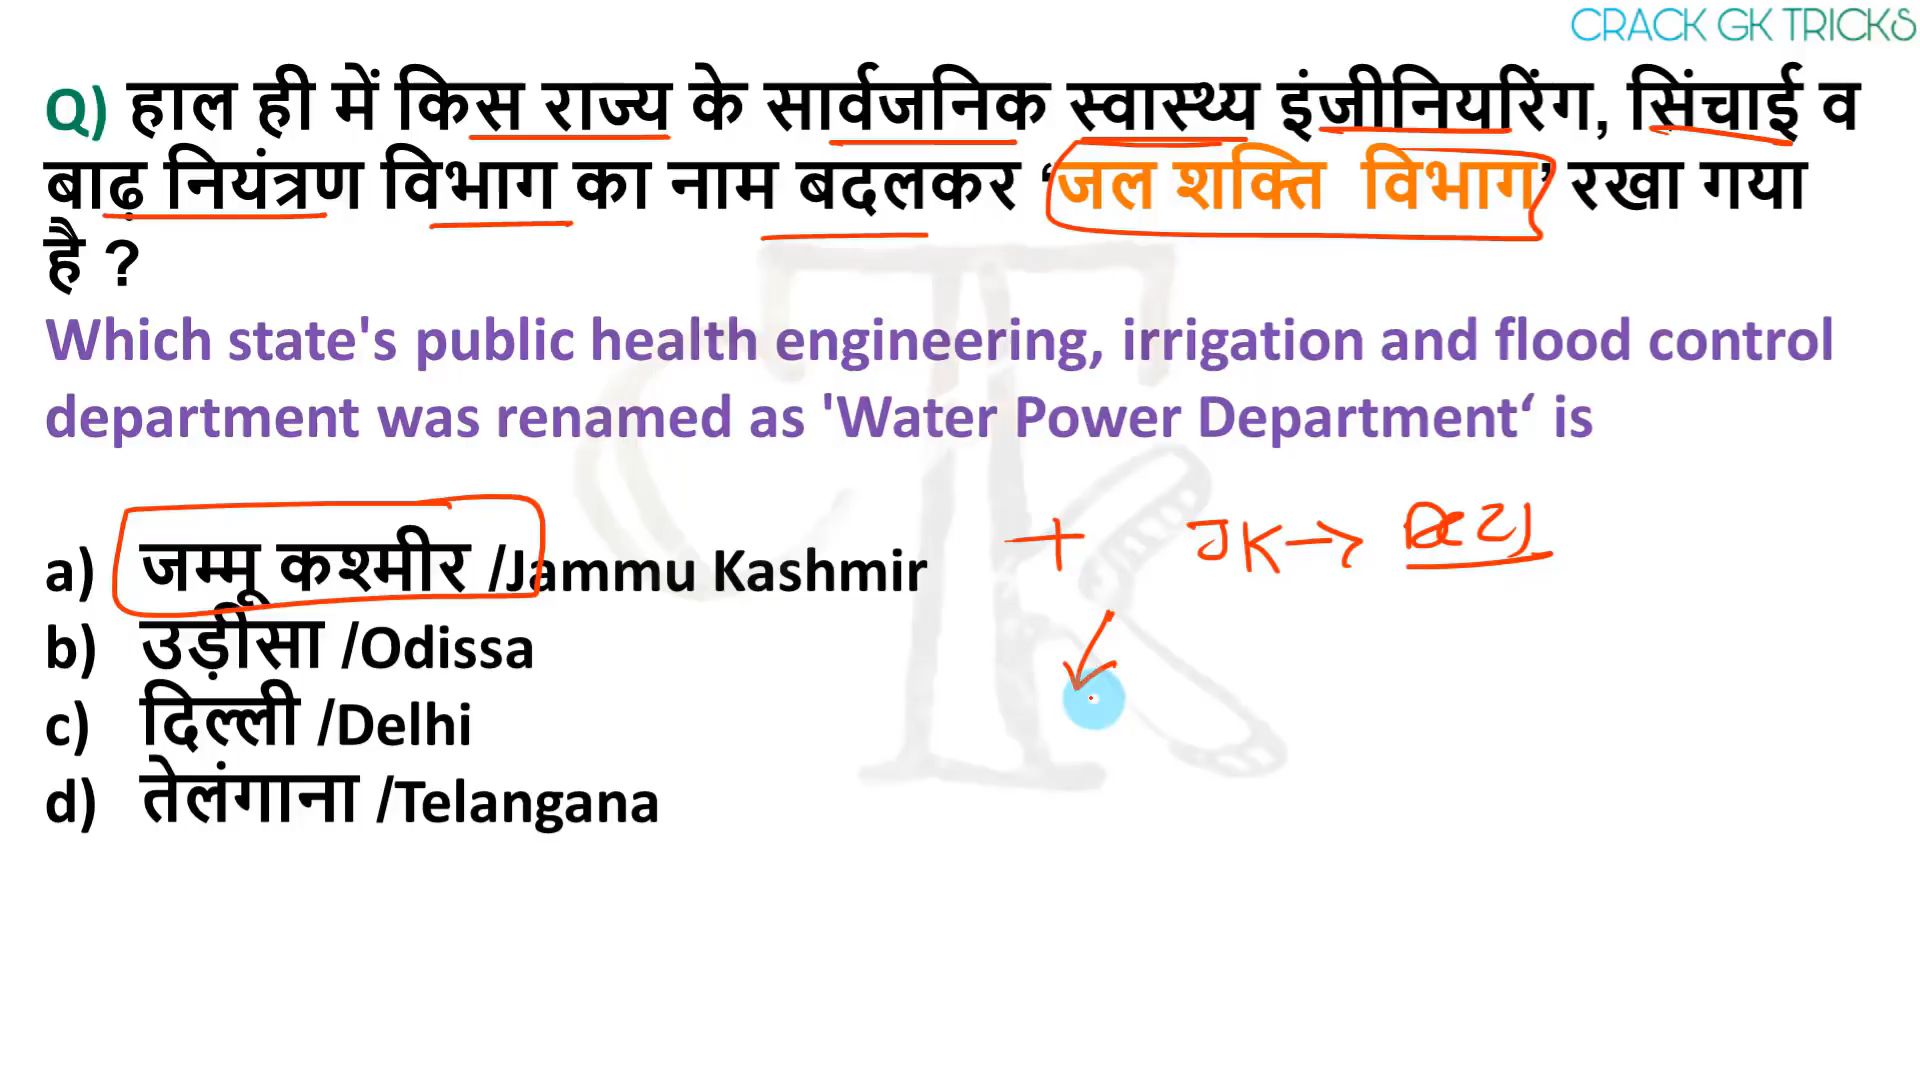 CRACK GK TRICKS
Q) हाल ही में किस राज्य के सार्वजनिक स्वास्थ्य इंजीनियरिंग, सिंचाई व
बाढ़ नियंत्रण विभाग का नाम बदलकर ‘जल शक्ति विभाग’ रखा गया
है ?
Which state's public health engineering, irrigation and flood control
department was renamed as 'Water Power Department‘ is
a) जम्मू कश्मीर /Jammu Kashmir
+ JK→
b) उड़ीसा /Odissa
c) दिल्ली /Delhi
d) तेलंगाना /Telangana